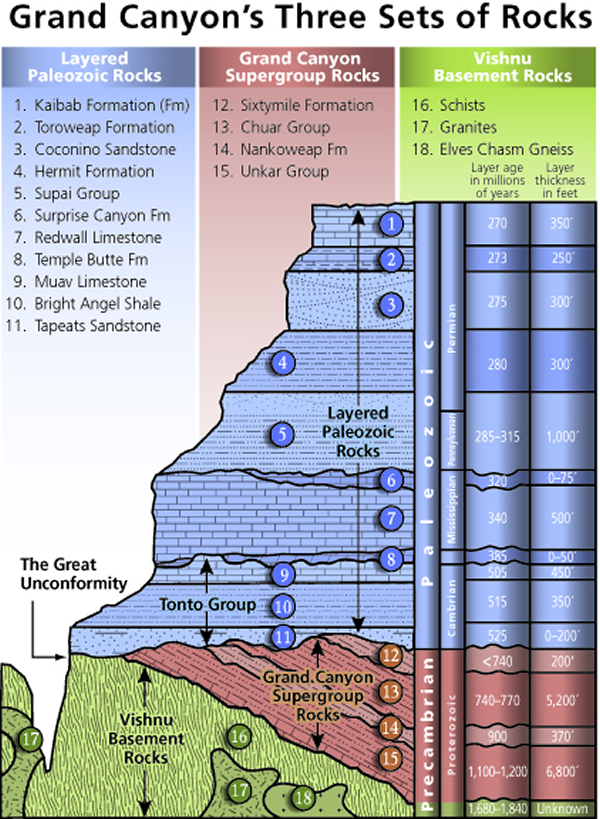 Grand Canyon's Three Sets of Rocks
Layered
Paleozoic Rocks
1. Kaibab Formation (Fm)
2. Toroweap Formation
3. Coconino Sandstone
4. Hermit Formation
5. Supai Group
6. Surprise Canyon Fm
7. Redwall Limestone
8. Temple Butte Fm
9. Muav Limestone
10. Bright Angel Shale
11. Tapeats Sandstone
Grand Canyon
Supergroup Rocks
12. Sixtymile Formation
13. Chuar Group
14. Nankoweap Fm
15. Unkar Group
Vishnu
Basement Rocks
16. Schists
17. Granites
18. Elves Chasm Gneiss
Layer age
in millions
of years
Layer
thickness
in feet
1 270 350′
2 273 250′
3 275 300′
Permian
4 280 300′
Layered
Paleozoic
Rocks
5 285–315 1,000′
Pennsylvanian
6 320 0–75′
7 340 500′
Mississippian
Paleozoic
8 385 0–50′
9 505 450′
The Great
Unconformity
Tonto Group
10 515 350′
Cambrian
11 525 0–200′
12 <740 200′
Grand Canyon
Supergroup
Rocks
13 740–770 5,200′
14 900 370′
15 1,100–1,200 6,800′
Precambrian
Proterozoic
Vishnu
Basement
Rocks
16
17
17
18
1,680–1,840 Unknown